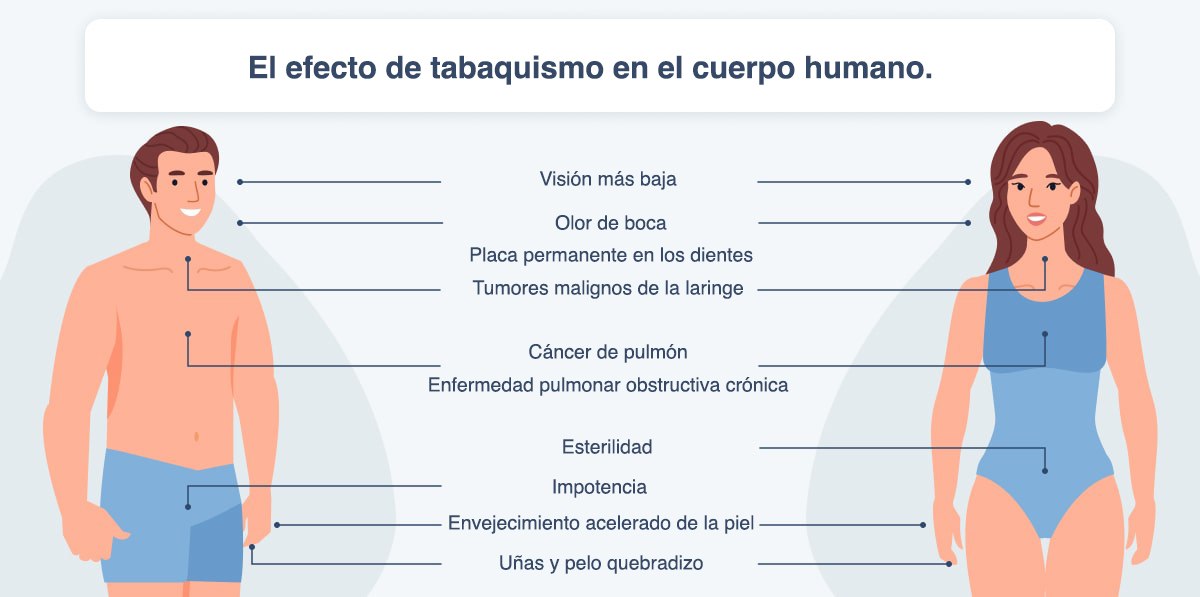 El efecto de tabaquismo en el cuerpo humano.
Visión más baja
Olor de boca
Placa permanente en los dientes
Tumores malignos de la laringe
Cáncer de pulmón
Enfermedad pulmonar obstructiva crónica
Esterilidad
Impotencia
Envejecimiento acelerado de la piel
Uñas y pelo quebradizo